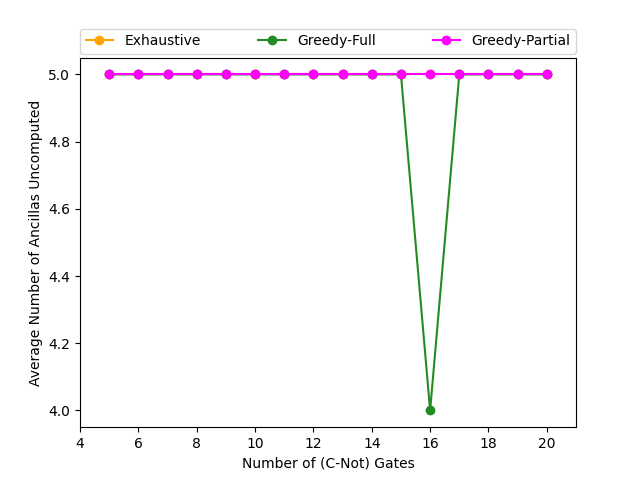 Exhaustive Greedy-Full Greedy-Partial
5.0
4.8
4.6
4.4
4.2
4.0
Average Number of Ancillas Uncomputed
4 6 8 10 12 14 16 18 20
Number of (C-Not) Gates